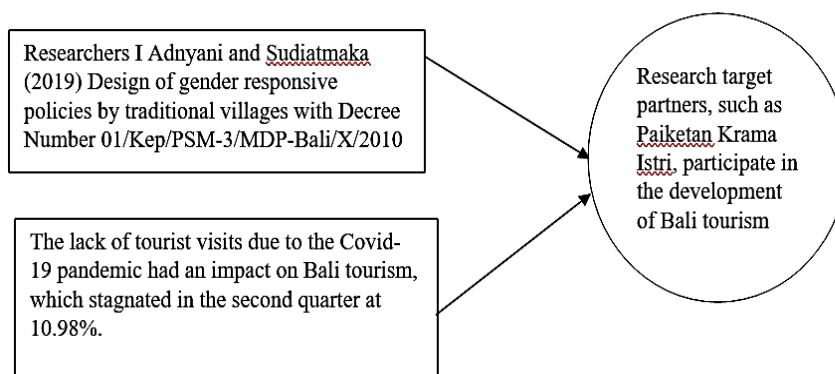 Researchers I Adnyani and Sudiatmaka
(2019) Design of gender responsive
policies by traditional villages with Decree
Number 01/Kep/PSM-3/MDP-Bali/X/2010
The lack of tourist visits due to the Covid-
19 pandemic had an impact on Bali tourism,
which stagnated in the second quarter at
10.98%.
Research target
partners, such as
Paiketan Krama
Istri, participate in
the development
of Bali tourism